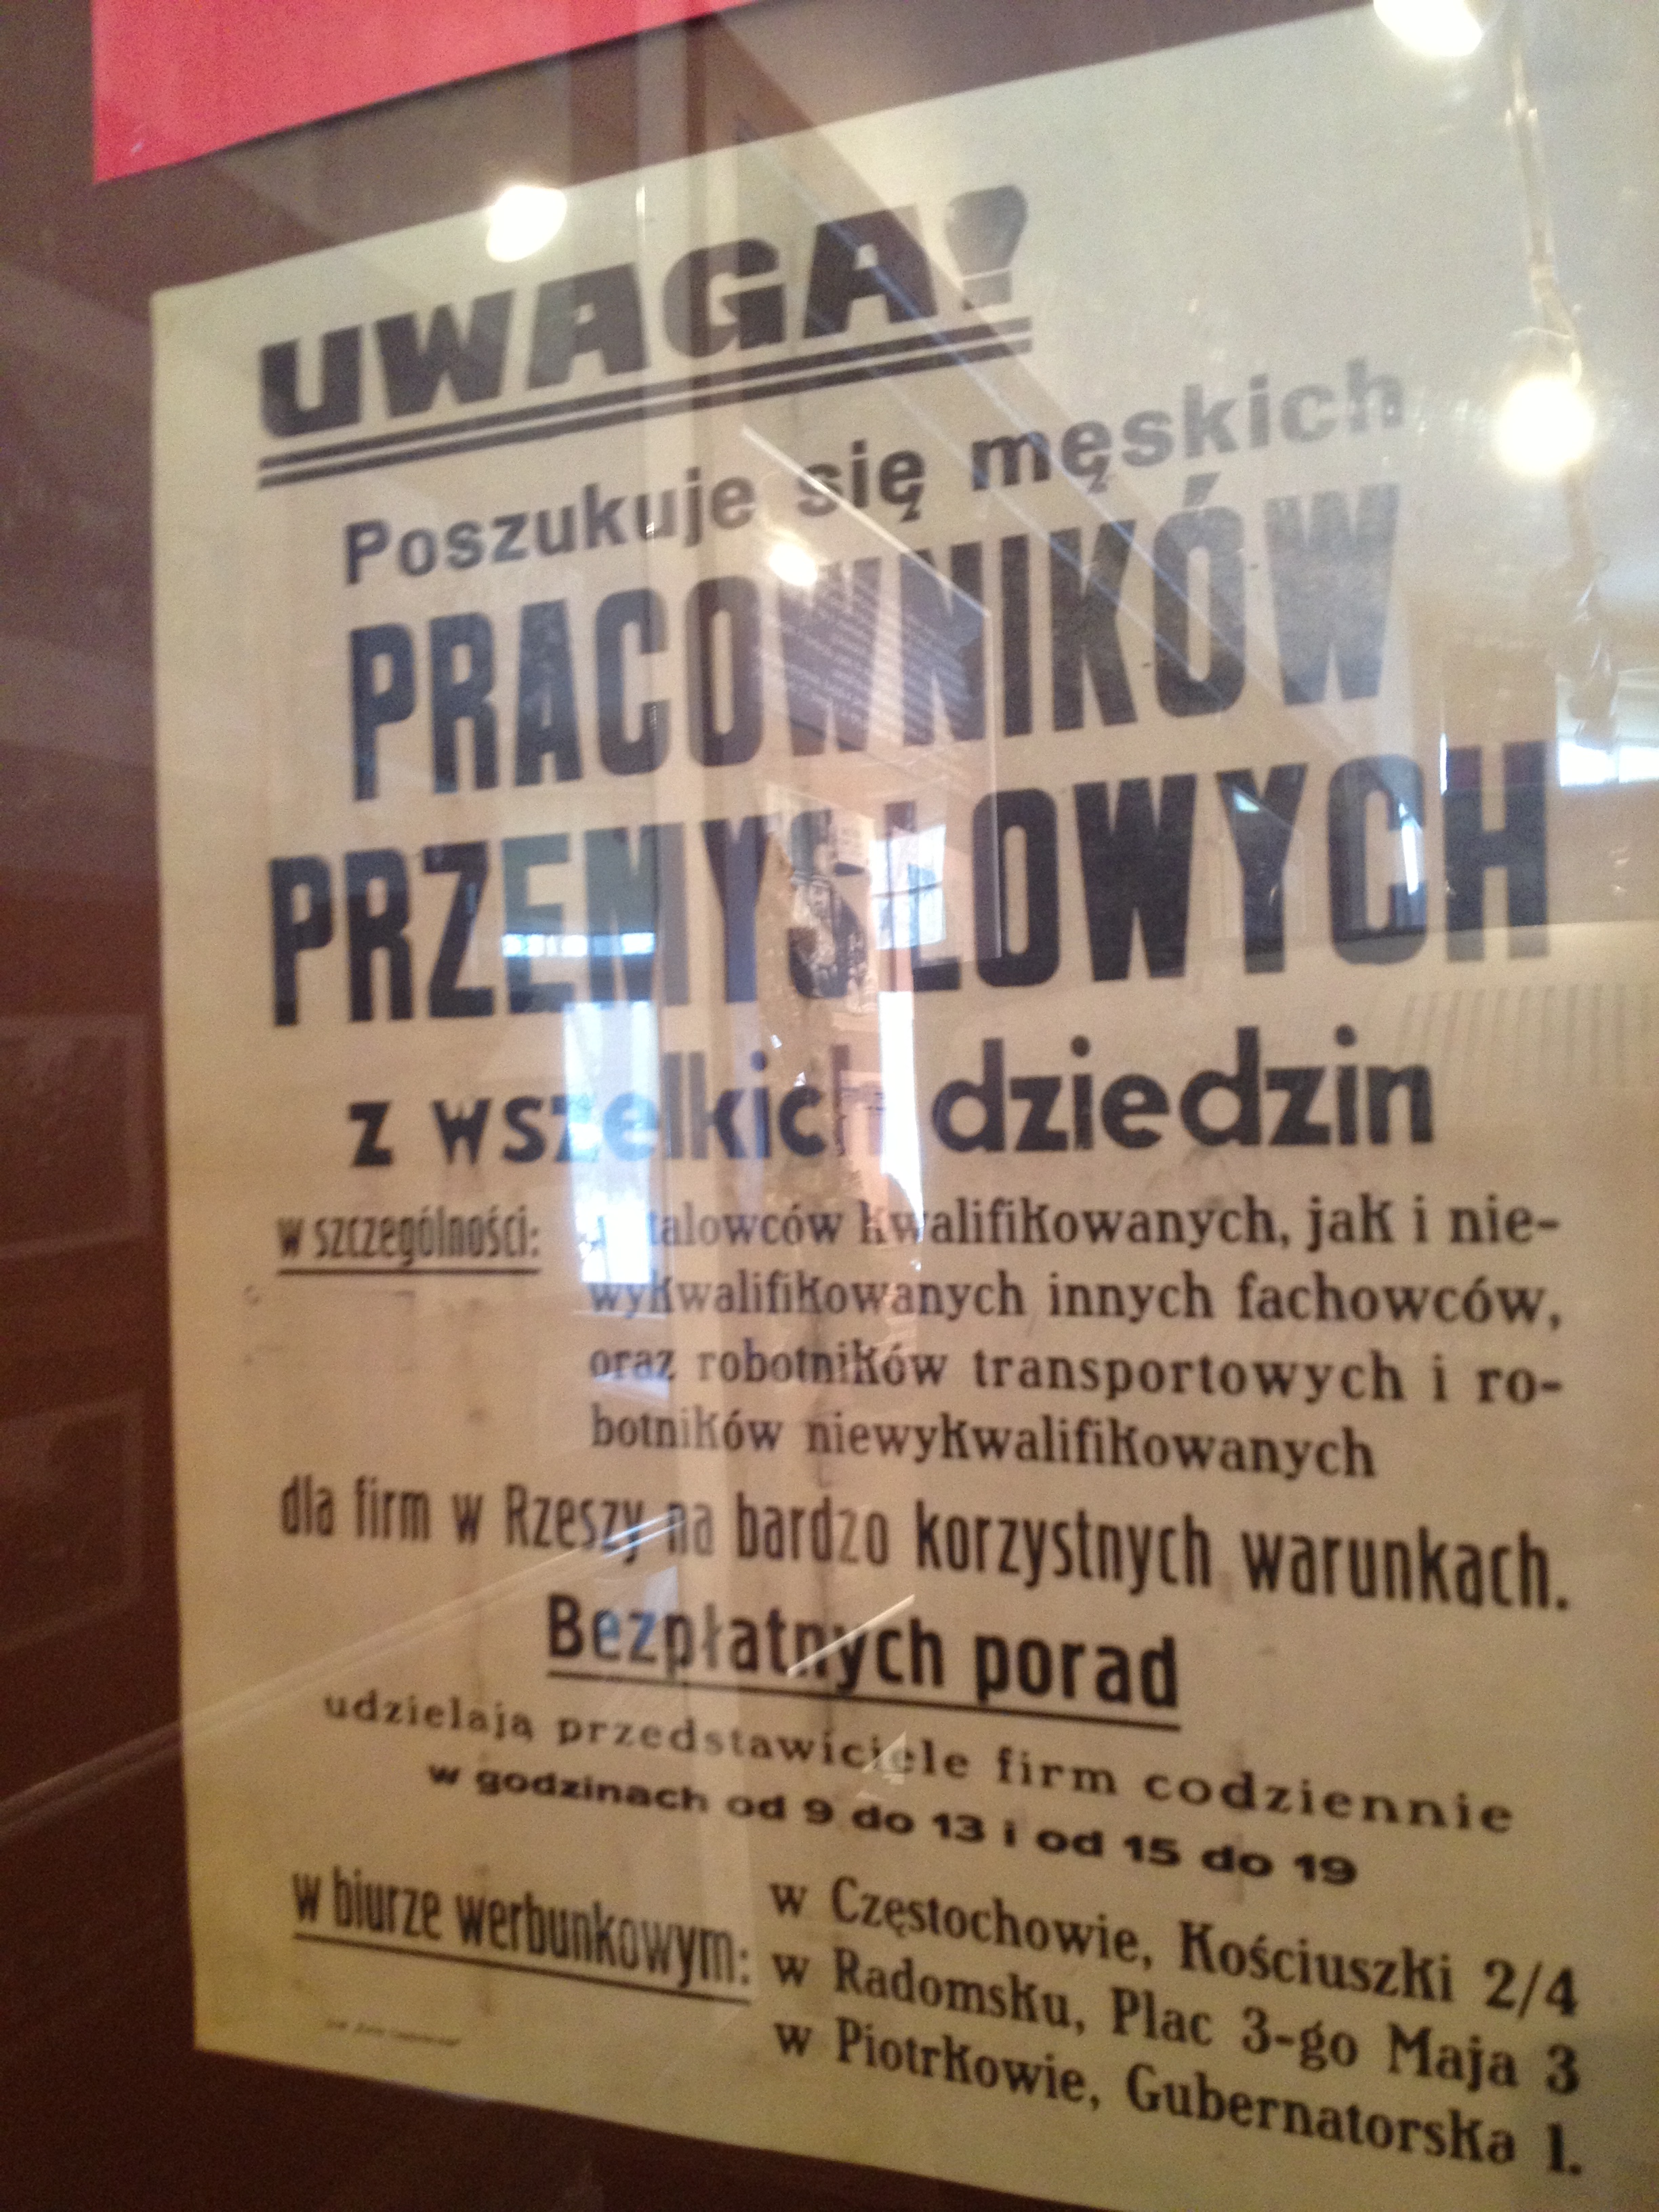 UWAGA!
Poszukuje się męskich
PRACOWNIKÓW
PRZEMYSŁOWYCH
z wszelkich dziedzin
w szczególności: metalowców kwalifikowanych, jak i nie-
wykwalifikowanych innych fachowców,
oraz robotników transportowych i ro-
botników niewykwalifikowanych
dla firm w Rzeszy na bardzo korzystnych warunkach.
Bezpłatnych porad
udzielają przedstawiciele firm codziennie
w godzinach od 9 do 13 i od 15 do 19
w biurze werbunkowym: w Częstochowie, Kościuszki 2/4
w Radomsku, Plac 3-go Maja 3
w Piotrkowie, Gubernatorska 1.